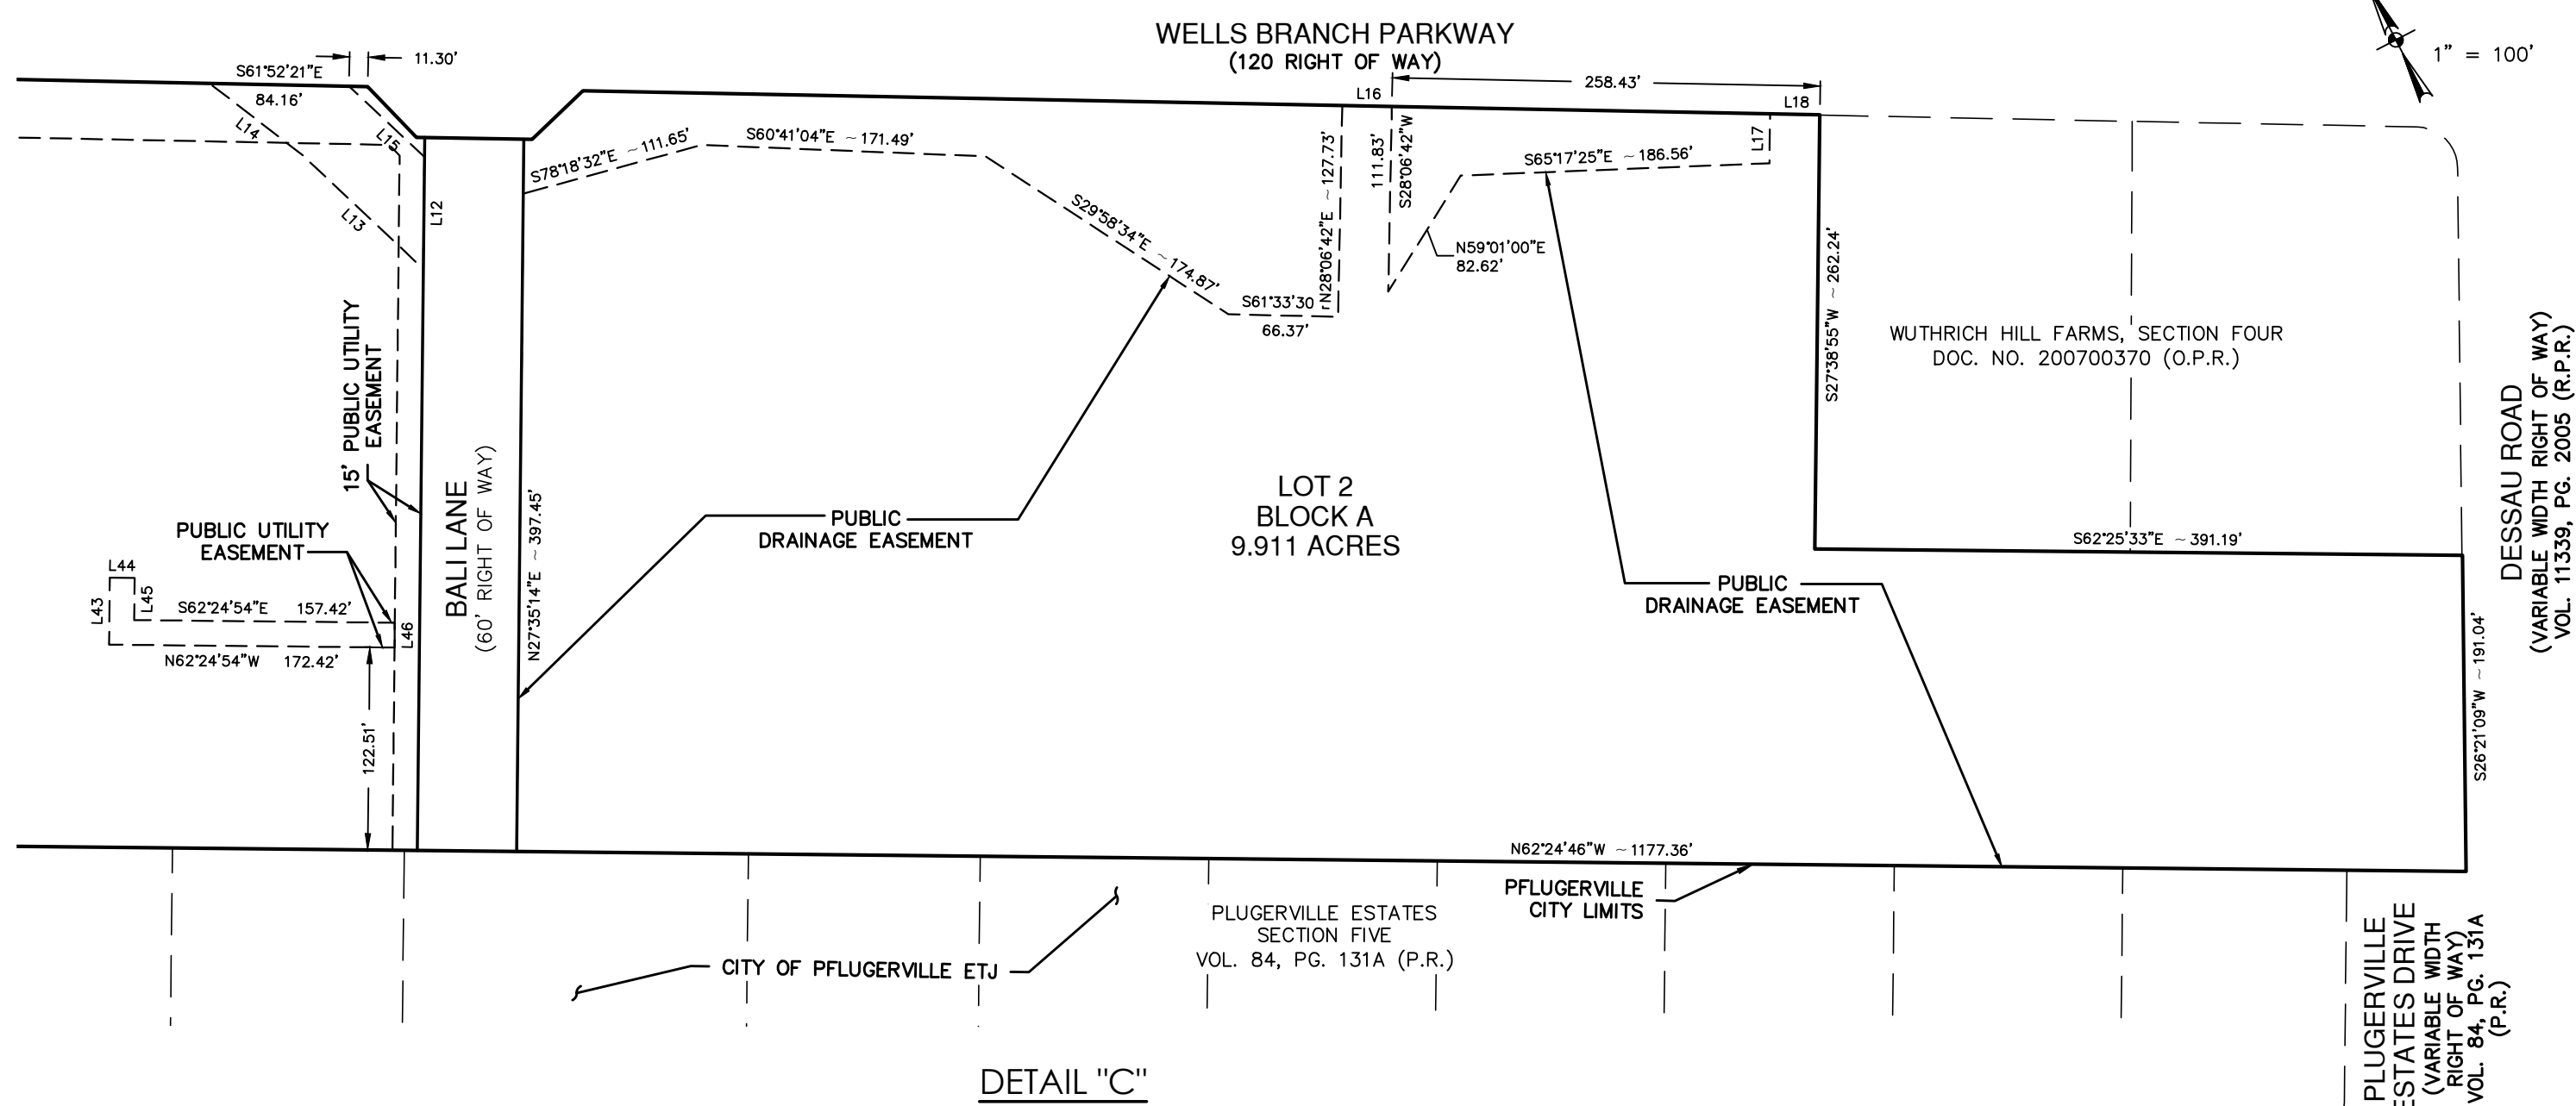 WELLS BRANCH PARKWAY
(120 RIGHT OF WAY)
1" = 100'
11.30'
S61°52'21"E
84.16'
L14
L15
L13
L12
L16
258.43'
L18
L17
S78°18'32"E ~ 111.65'
S60°41'04"E ~ 171.49'
S29°58'34"E ~ 174.87'
S61°33'30
66.37'
N28°06'42"E ~ 127.73'
111.83'
S28°06'42"W
N59°01'00"E
82.62'
S65°17'25"E ~ 186.56'
S27°38'55"W ~ 262.24'
WUTHRICH HILL FARMS, SECTION FOUR
DOC. NO. 200700370 (O.P.R.)
DESSAU ROAD
(VARIABLE WIDTH RIGHT OF WAY)
VOL. 11339, PG. 2005 (R.P.R.)
15' PUBLIC UTILITY
EASEMENT
PUBLIC UTILITY
EASEMENT
BALI LANE
(60' RIGHT OF WAY)
N27°35'14"E ~ 397.45'
PUBLIC
DRAINAGE EASEMENT
LOT 2
BLOCK A
9.911 ACRES
PUBLIC
DRAINAGE EASEMENT
S62°25'33"E ~ 391.19'
S26°21'09"W ~ 191.04'
L44
L43
L45
S62°24'54"E 157.42'
L46
N62°24'54"W 172.42'
122.51'
N62°24'46"W ~ 1177.36'
PFLUGERVILLE
CITY LIMITS
PLUGERVILLE ESTATES
SECTION FIVE
VOL. 84, PG. 131A (P.R.)
CITY OF PFLUGERVILLE ETJ
PLUGERVILLE
ESTATES DRIVE
(VARIABLE WIDTH
RIGHT OF WAY)
VOL. 84, PG. 131A
(P.R.)
DETAIL "C"